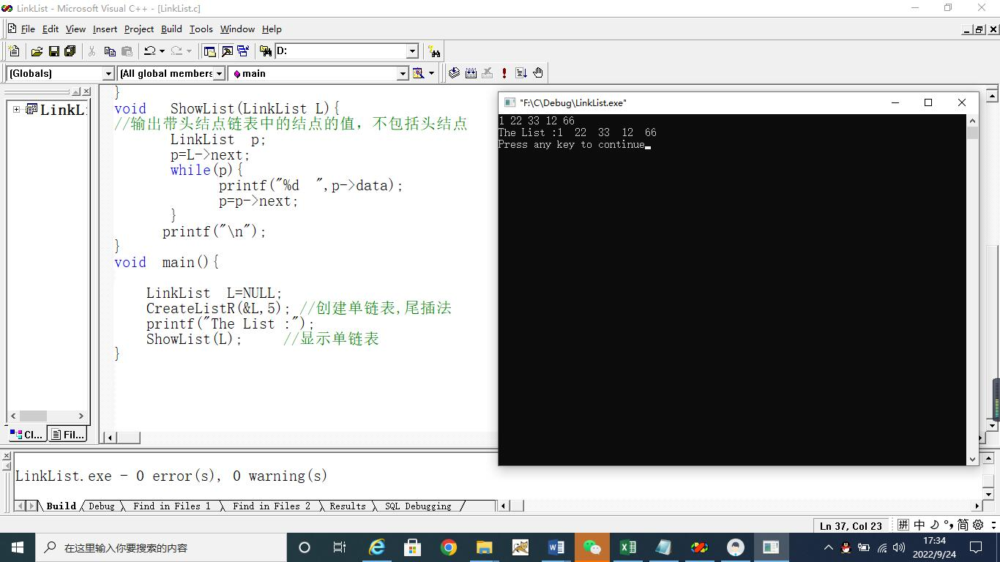 LinkList - Microsoft Visual C++ - [LinkList.c]
File Edit View Insert Project Build Tools Window Help
D:
(Globals) (All global members main
LinkL
}
void   ShowList(LinkList L){
//输出带头结点链表中的结点的值，不包括头结点
LinkList  p;
p=L->next;
while(p){
printf("%d  ",p->data);
p=p->next;
}
printf("\n");
}
void  main(){
LinkList  L=NULL;
CreateListR(&L,5); //创建单链表,尾插法
printf("The List :");
ShowList(L);     //显示单链表
}
Cl... Fil...
"F:\C\Debug\LinkList.exe"
1 22 33 12 66
The List :1  22  33  12  66
Press any key to continue
LinkList.exe - 0 error(s), 0 warning(s)
Build Debug Find in Files 1 Find in Files 2 Results SQL Debugging
Ln 37, Col 23 拼 中 简
在这里输入你要搜索的内容
17:34
2022/9/24